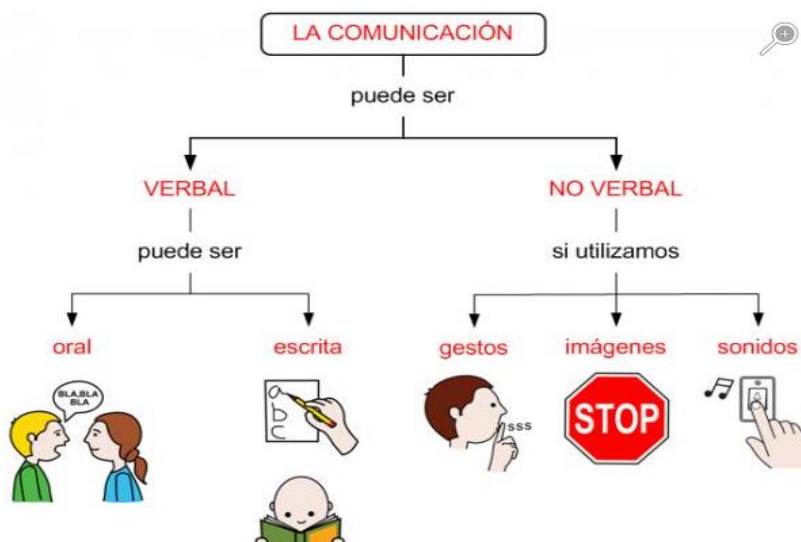 LA COMUNICACIÓN
puede ser
VERBAL
NO VERBAL
puede ser
si utilizamos
oral
escrita
gestos
imágenes
sonidos
BLA,BLA
BLA
a
b
c
sss
STOP